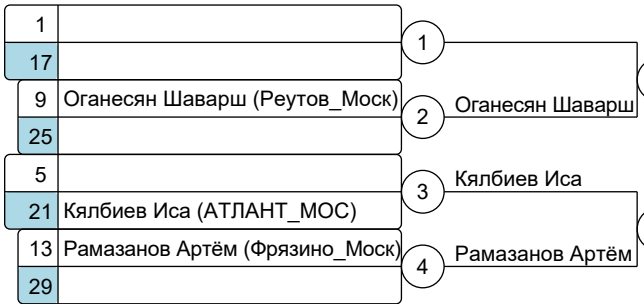 1
17
1
9 Оганесян Шаварш (Реутов_Моск)
25
2
Оганесян Шаварш
5
21 Кялбиев Иса (АТЛАНТ_МОС)
3
Кялбиев Иса
13 Рамазанов Артём (Фрязино_Моск)
29
4
Рамазанов Артём